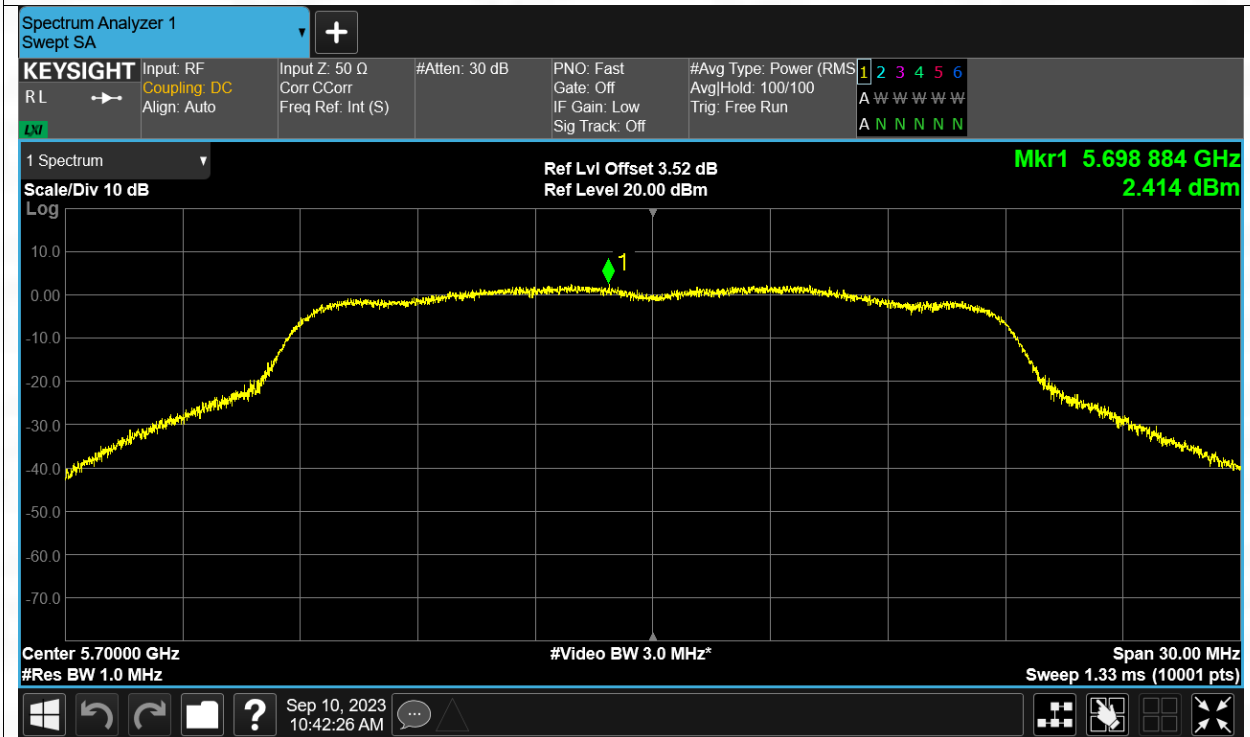 Spectrum Analyzer 1
Swept SA
KEYSIGHT
RL
LXI
Input: RF
Coupling: DC
Align: Auto
Input Z: 50 Ω
Corr CCorr
Freq Ref: Int (S)
#Atten: 30 dB
PNO: Fast
Gate: Off
IF Gain: Low
Sig Track: Off
#Avg Type: Power (RMS
Avg|Hold: 100/100
Trig: Free Run
1 2 3 4 5 6
A W W W W W
A N N N N N
1 Spectrum
Scale/Div 10 dB
Log
Ref Lvl Offset 3.52 dB
Ref Level 20.00 dBm
Mkr1 5.698 884 GHz
2.414 dBm
1
10.0
0.00
-10.0
-20.0
-30.0
-40.0
-50.0
-60.0
-70.0
Center 5.70000 GHz
#Res BW 1.0 MHz
#Video BW 3.0 MHz*
Span 30.00 MHz
Sweep 1.33 ms (10001 pts)
?
Sep 10, 2023
10:42:26 AM